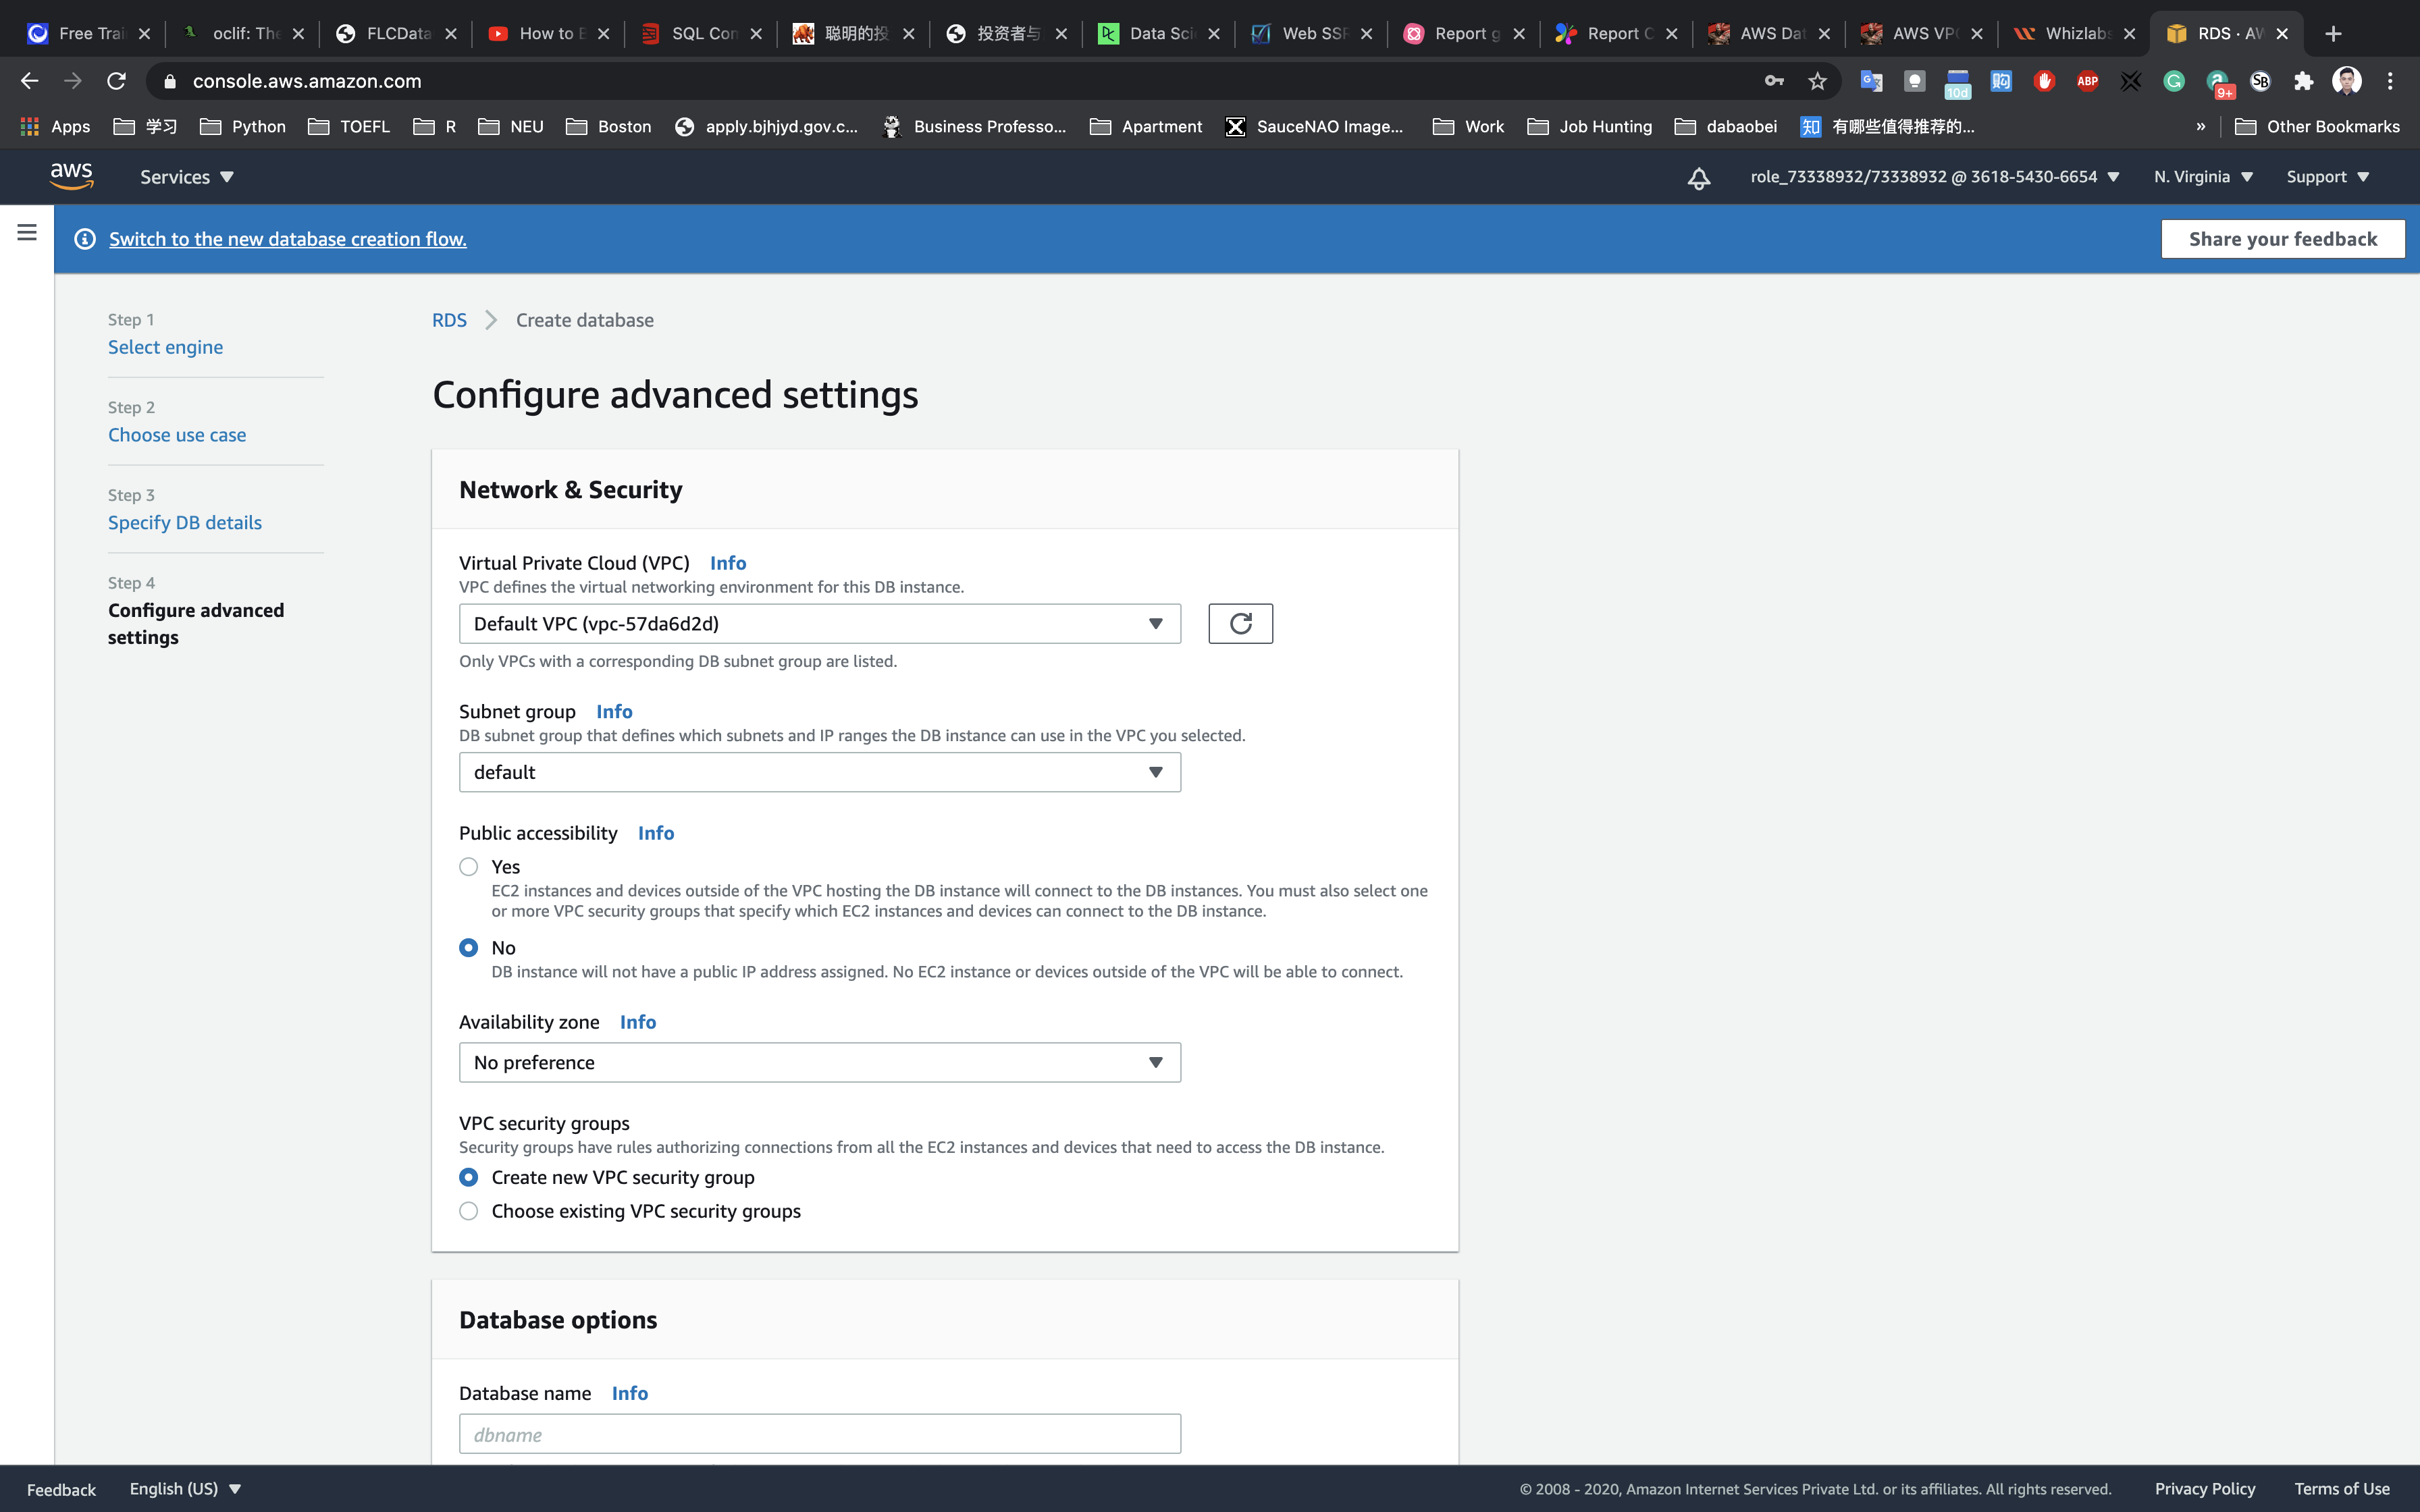 Free Trai
oclif: The
FLCData
How to B
SQL Con
聪明的投
投资者与
Data Sci
Web SSF
Report g
Report C
AWS Dat
AWS VPC
Whizlabs
RDS · AW
console.aws.amazon.com
10d
ABP
9+
SB
Apps
学习
Python
TOEFL
R
NEU
Boston
apply.bjhjyd.gov.c...
Business Professo...
Apartment
SauceNAO Image...
Work
Job Hunting
dabaobei
知
有哪些值得推荐的...
»
Other Bookmarks
aws
Services
role_73338932/73338932 @ 3618-5430-6654
N. Virginia
Support
Switch to the new database creation flow.
Share your feedback
Step 1
Select engine
Step 2
Choose use case
Step 3
Specify DB details
Step 4
Configure advanced
settings
RDS
Create database
Configure advanced settings
Network & Security
Virtual Private Cloud (VPC) Info
VPC defines the virtual networking environment for this DB instance.
Default VPC (vpc-57da6d2d)
Only VPCs with a corresponding DB subnet group are listed.
Subnet group Info
DB subnet group that defines which subnets and IP ranges the DB instance can use in the VPC you selected.
default
Public accessibility Info
Yes
EC2 instances and devices outside of the VPC hosting the DB instance will connect to the DB instances. You must also select one
or more VPC security groups that specify which EC2 instances and devices can connect to the DB instance.
No
DB instance will not have a public IP address assigned. No EC2 instance or devices outside of the VPC will be able to connect.
Availability zone Info
No preference
VPC security groups
Security groups have rules authorizing connections from all the EC2 instances and devices that need to access the DB instance.
Create new VPC security group
Choose existing VPC security groups
Database options
Database name Info
dbname
Feedback
English (US)
© 2008 - 2020, Amazon Internet Services Private Ltd. or its affiliates. All rights reserved.
Privacy Policy
Terms of Use